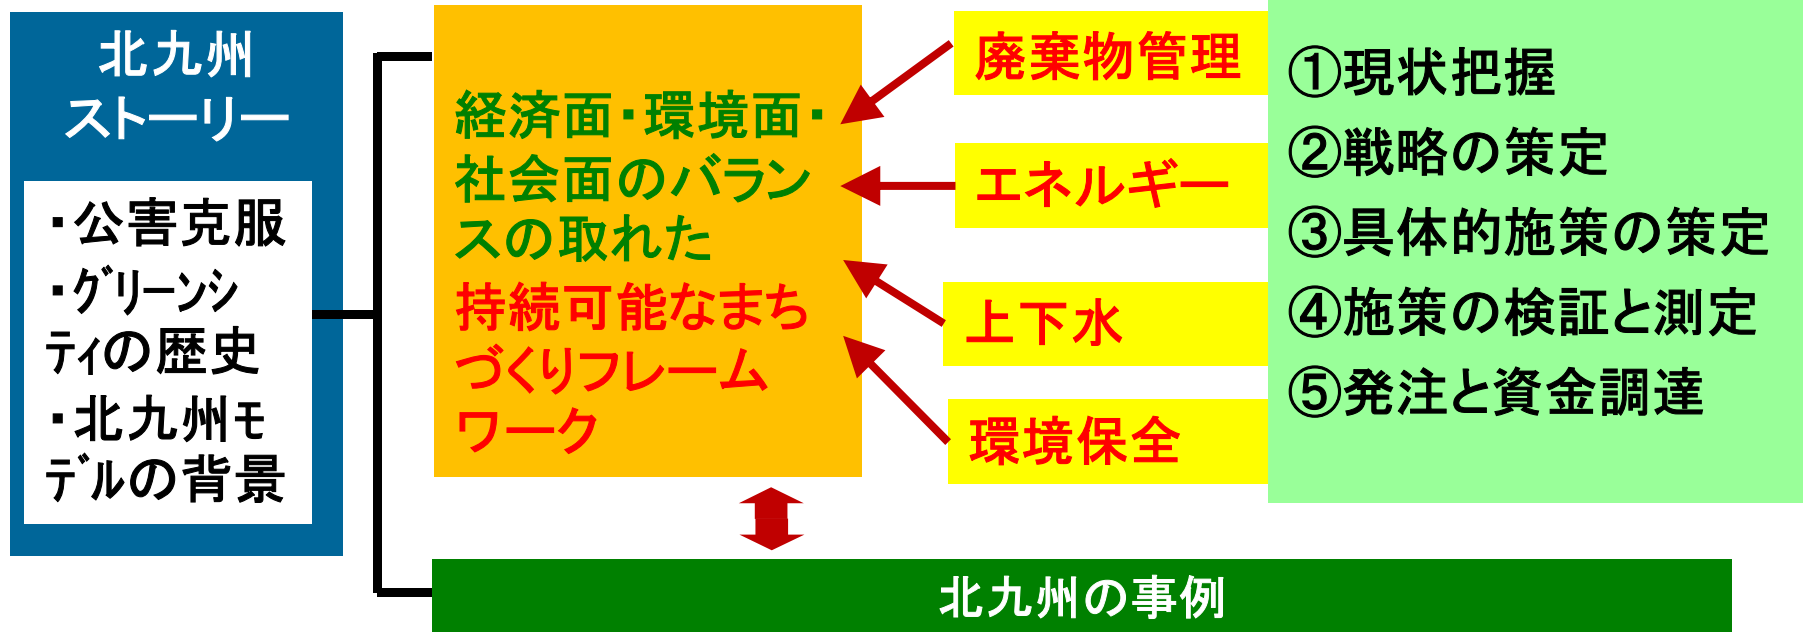 北九州
ストーリー
・公害克服
・ｸﾞﾘｰﾝｼ
ﾃｨの歴史
・北九州ﾓ
ﾃﾞﾙの背景
経済面・環境面・
社会面のバラン
スの取れた
持続可能なまち
づくりフレーム
ワーク
廃棄物管理
エネルギー
上下水
環境保全
①現状把握
②戦略の策定
③具体的施策の策定
④施策の検証と測定
⑤発注と資金調達
北九州の事例